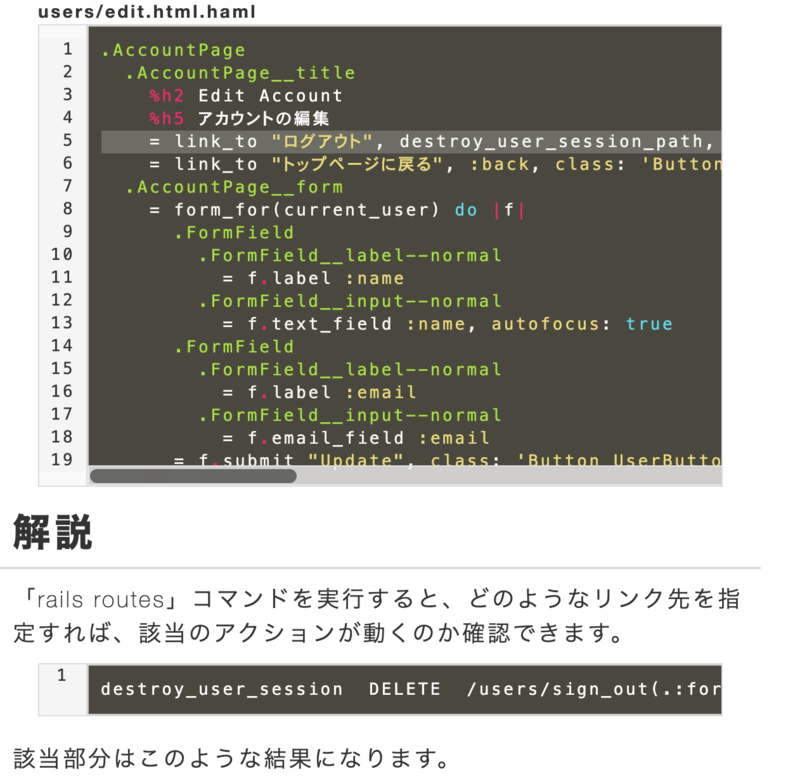 users/edit.html.haml
1 .AccountPage
2 .AccountPage__title
3 %h2 Edit Account
4 %h5 アカウントの編集
5 = link_to "ログアウト", destroy_user_session_path,
6 = link_to "トップページに戻る", :back, class: 'Button
7 .AccountPage__form
8 = form_for(current_user) do |f|
9 .FormField
10 .FormField__label--normal
11 = f.label :name
12 .FormField__input--normal
13 = f.text_field :name, autofocus: true
14 .FormField
15 .FormField__label--normal
16 = f.label :email
17 .FormField__input--normal
18 = f.email_field :email
19 = f.submit "Update", class: 'Button UserButto
解説
「rails routes」コマンドを実行すると、どのようなリンク先を指
定すれば、該当のアクションが動くのか確認できます。
1 destroy_user_session DELETE /users/sign_out(.:for
該当部分はこのような結果になります。